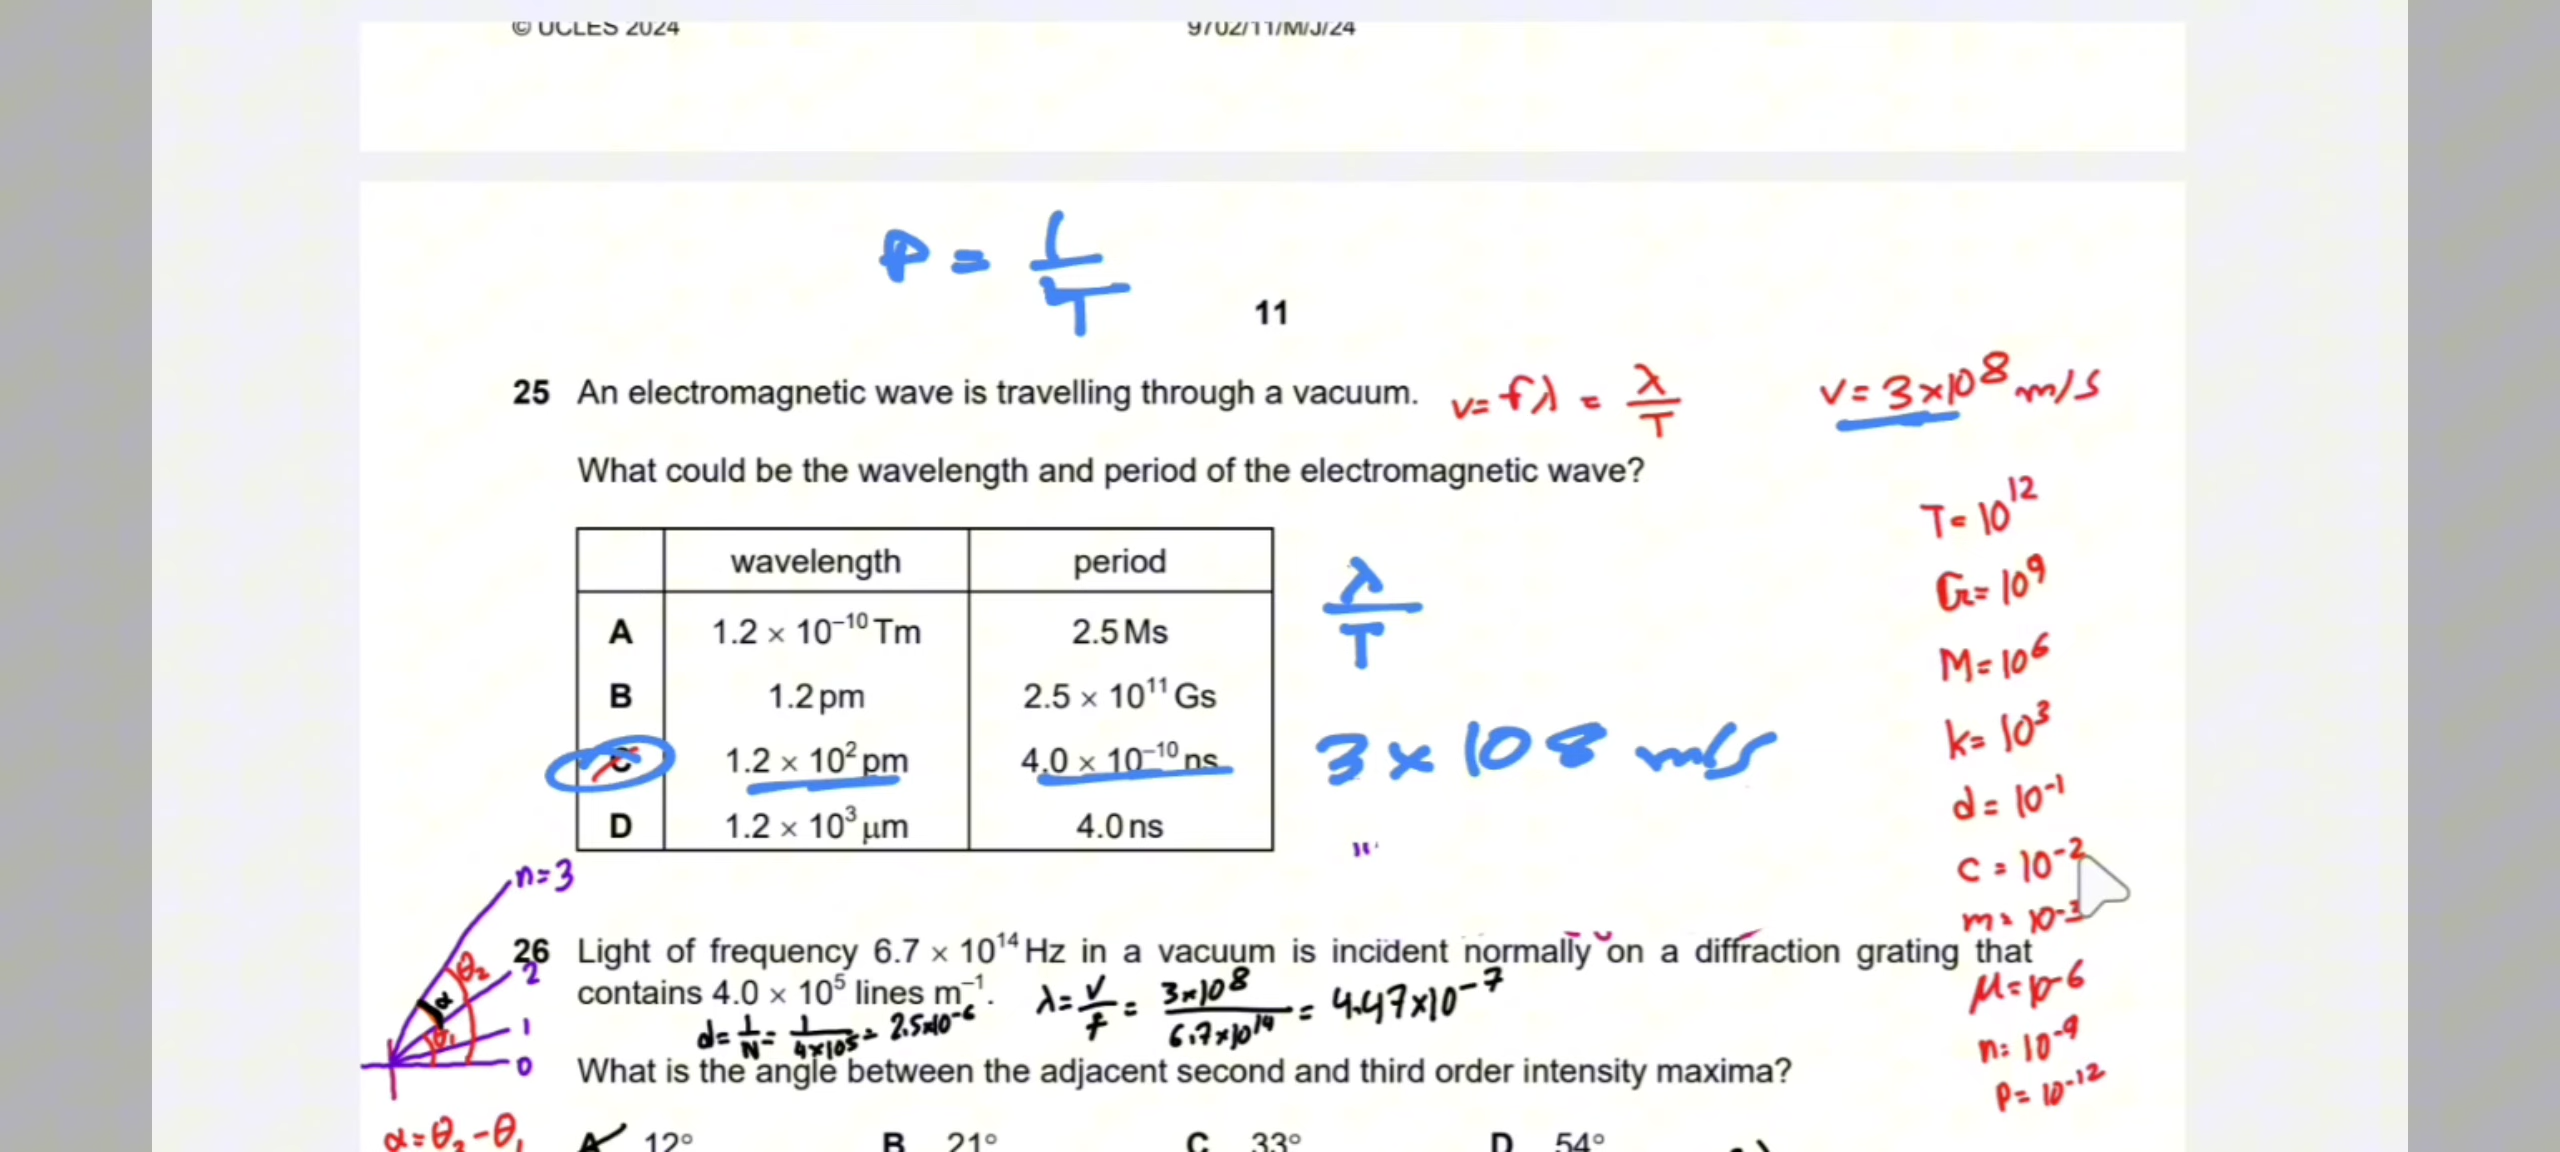 © UCLES 2024 9702/11/M/J/24
f = 1/T
11
25 An electromagnetic wave is travelling through a vacuum. v = fλ = λ/T v = 3×10⁸ m/s
What could be the wavelength and period of the electromagnetic wave?
T = 10¹²
wavelength period λ/T
G = 10⁹
A 1.2 × 10⁻¹⁰ Tm 2.5 Ms
M = 10⁶
B 1.2 pm 2.5 × 10¹¹ Gs
k = 10³
C 1.2 × 10² pm 4.0 × 10⁻¹⁰ ns 3 × 10⁸ m/s
d = 10⁻¹
D 1.2 × 10³ μm 4.0 ns
c = 10⁻²
n = 3
m = 10⁻³
26 Light of frequency 6.7 × 10¹⁴ Hz in a vacuum is incident normally on a diffraction grating that
θ₂ 2
contains 4.0 × 10⁵ lines m⁻¹. λ = v/f = 3×10⁸/6.7×10¹⁴ = 4.47×10⁻⁷
μ = 10⁻⁶
α
d = 1/N = 1/4×10⁵ = 2.5×10⁻⁶
θ₁ 1
n = 10⁻⁹
0
What is the angle between the adjacent second and third order intensity maxima?
p = 10⁻¹²
α = θ₂ - θ₁
A 12° B 21° C 33° D 54°